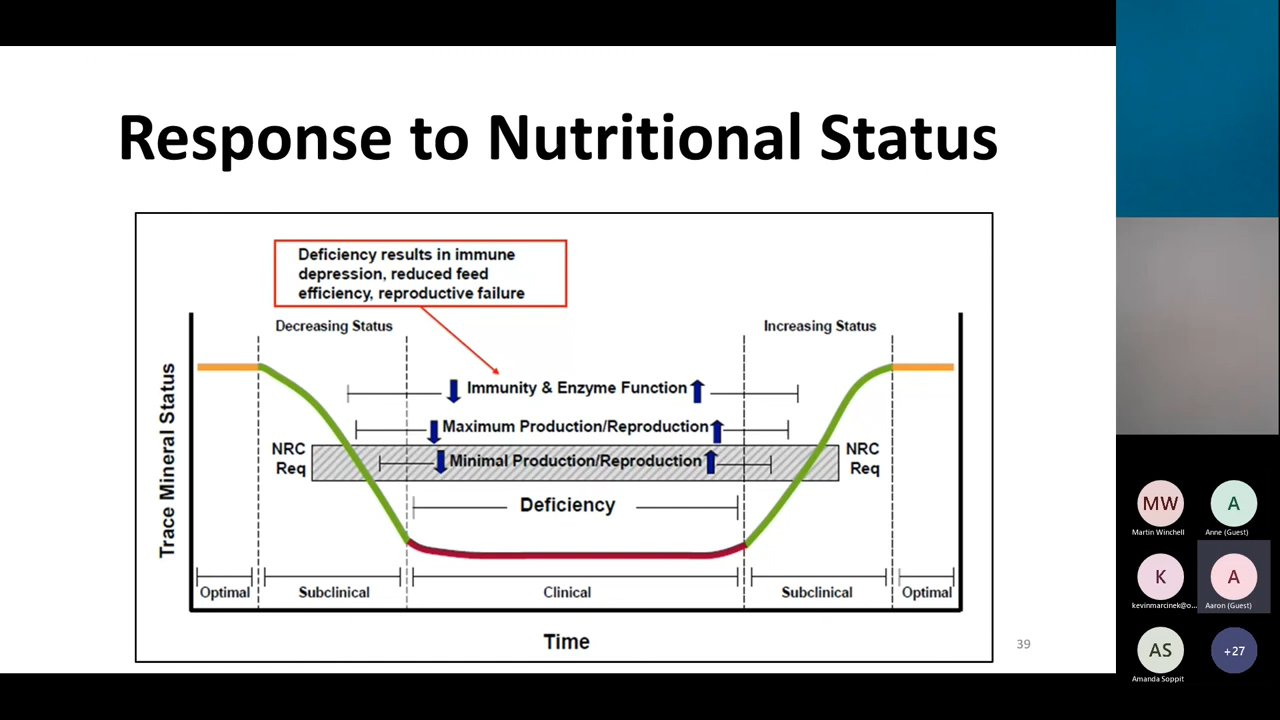 Response to Nutritional Status
Deficiency results in immune
depression, reduced feed
efficiency, reproductive failure
Decreasing Status
Increasing Status
Immunity & Enzyme Function
Maximum Production/Reproduction
NRC
Req
Minimal Production/Reproduction
NRC
Req
Deficiency
Trace Mineral Status
Optimal
Subclinical
Clinical
Subclinical
Optimal
Time
39
MW
Martin Winchell
A
Anne (Guest)
K
kevinmarcinek@o...
A
Aaron (Guest)
AS
Amanda Soppit
+27